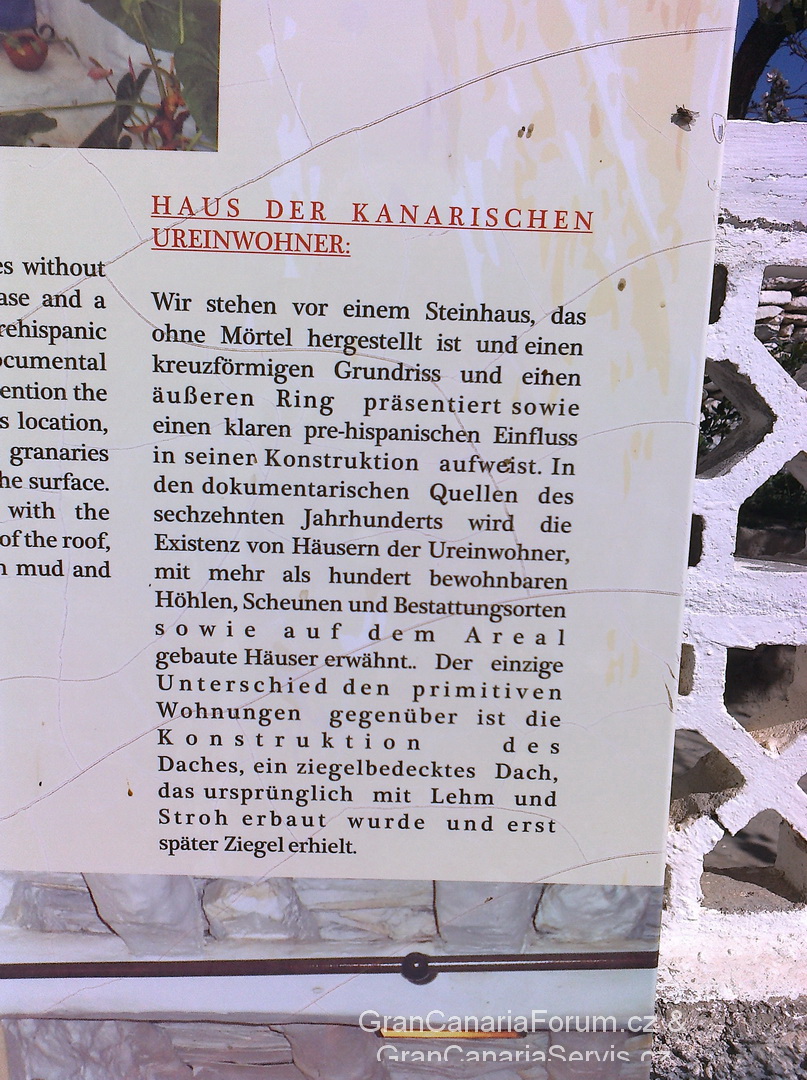 es without
ase and a
rehispanic
ocumental
ention the
s location,
granaries
he surface.
with the
of the roof,
n mud and
HAUS DER KANARISCHEN
UREINWOHNER:
Wir stehen vor einem Steinhaus, das
ohne Mörtel hergestellt ist und einen
kreuzförmigen Grundriss und einen
äußeren Ring präsentiert sowie
einen klaren pre-hispanischen Einfluss
in seiner Konstruktion aufweist. In
den dokumentarischen Quellen des
sechzehnten Jahrhunderts wird die
Existenz von Häusern der Ureinwohner,
mit mehr als hundert bewohnbaren
Höhlen, Scheunen und Bestattungsorten
sowie auf dem Areal
gebaute Häuser erwähnt.. Der einzige
Unterschied den primitiven
Wohnungen gegenüber ist die
Konstruktion des
Daches, ein ziegelbedecktes Dach,
das ursprünglich mit Lehm und
Stroh erbaut wurde und erst
später Ziegel erhielt.
GranCanariaForum.cz &
GranCanariaServis.cz